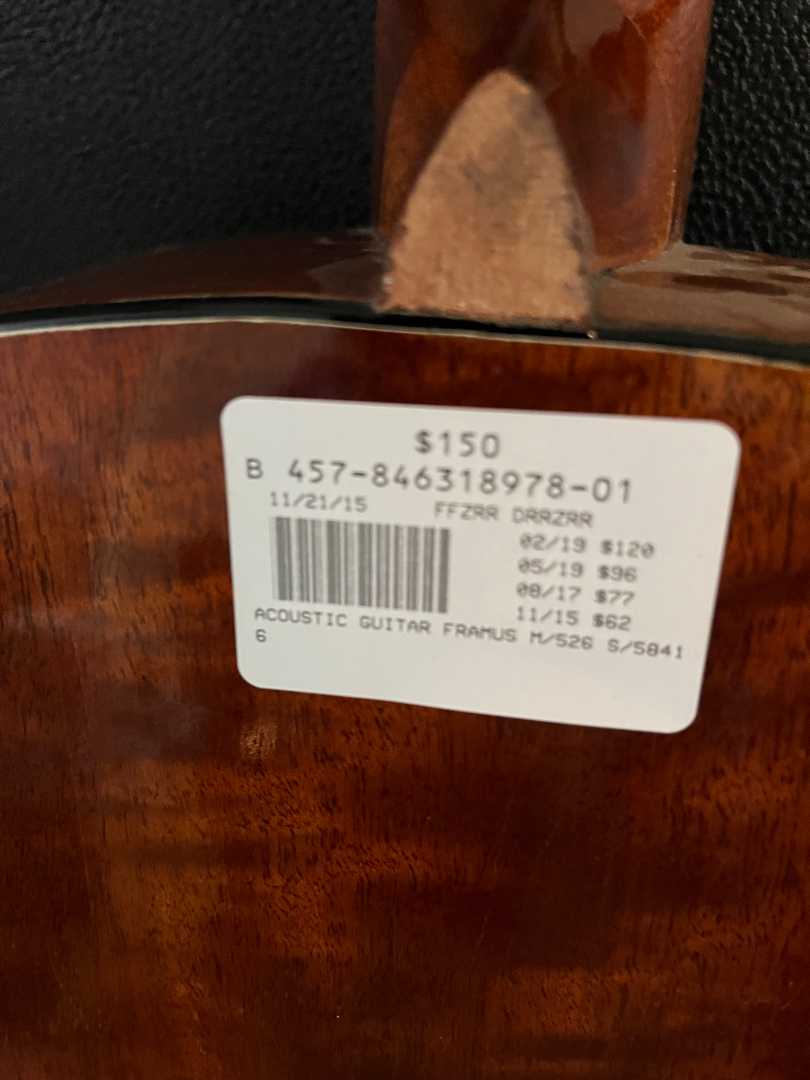 $150
B 457-846318978-01
11/21/15 FFZRR DRRZRR
02/19 $120
05/19 $96
08/17 $77
11/15 $62
ACOUSTIC GUITAR FRAMUS M/526 S/5841
6